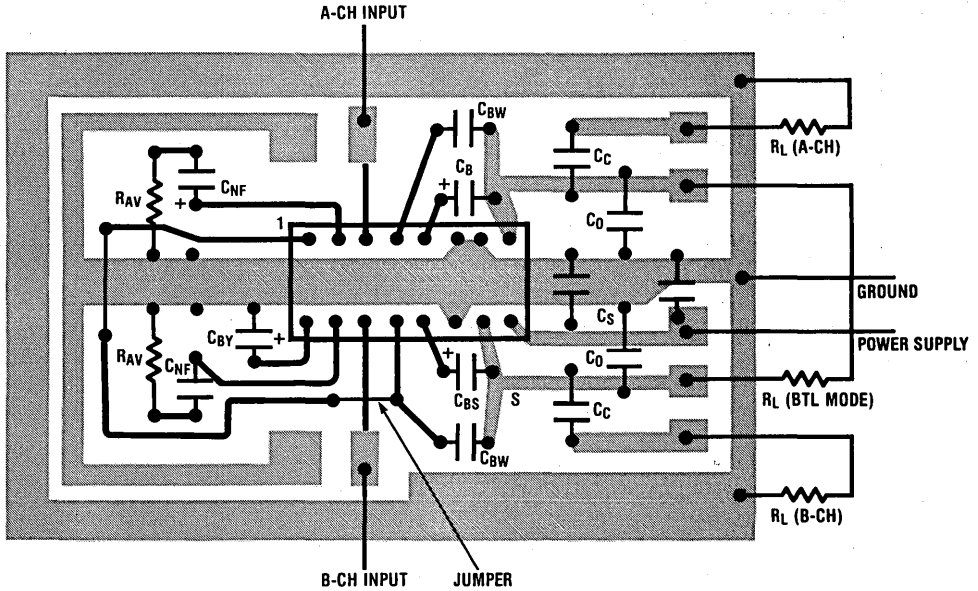 A-CH INPUT
CBW
CB
+
CC
RL (A-CH)
RAV
CNF
+
1
CO
GROUND
CS
POWER SUPPLY
RAV
CNF
CBY
+
+
CBS
S
CO
CC
RL (BTL MODE)
CBW
RL (B-CH)
B-CH INPUT
JUMPER